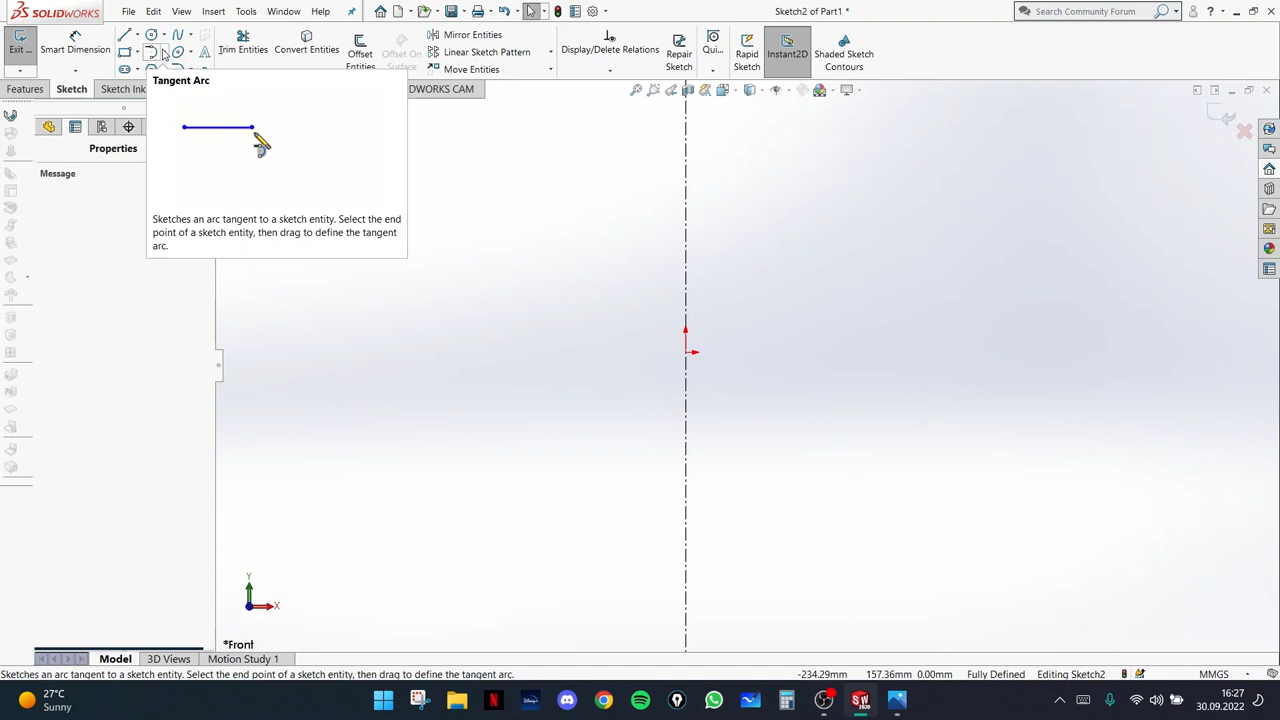 SOLIDWORKS File Edit View Insert Tools Window Help Sketch2 of Part1 * Search Community Forum
Exit ... Smart Dimension Trim Entities Convert Entities Offset Entities Offset On Surface Mirror Entities Linear Sketch Pattern Move Entities Display/Delete Relations Repair Sketch Qui... Rapid Sketch Instant2D Shaded Sketch Contours
Features Sketch Sketch Ink DWORKS CAM
Tangent Arc
Properties
Message
Sketches an arc tangent to a sketch entity. Select the end
point of a sketch entity, then drag to define the tangent
arc.
Y
X
*Front
Model 3D Views Motion Study 1
Sketches an arc tangent to a sketch entity. Select the end point of a sketch entity, then drag to define the tangent arc. -234.29mm 157.36mm 0.00mm Fully Defined Editing Sketch2 MMGS
27°C
Sunny
16:27
30.09.2022